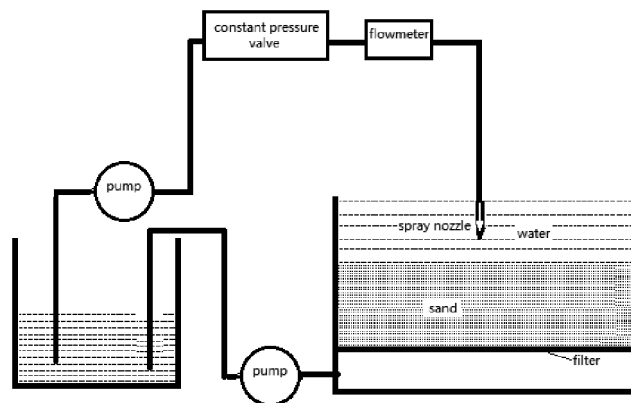 constant pressure
valve
flowmeter
pump
spray nozzle
water
sand
filter
pump